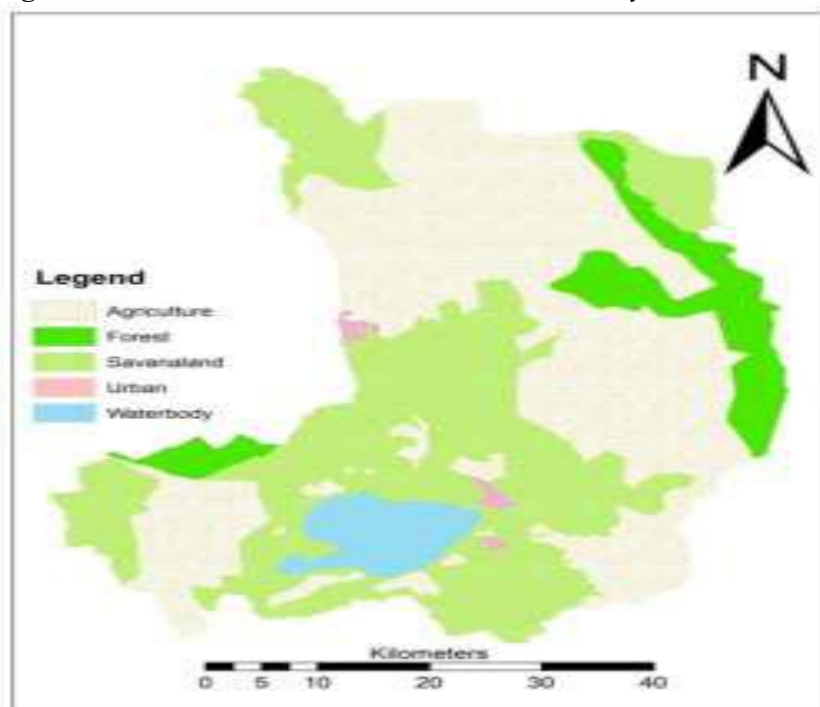 N
Legend
Agriculture
Forest
Savanaland
Urban
Waterbody
Kilometers
0 5 10 20 30 40